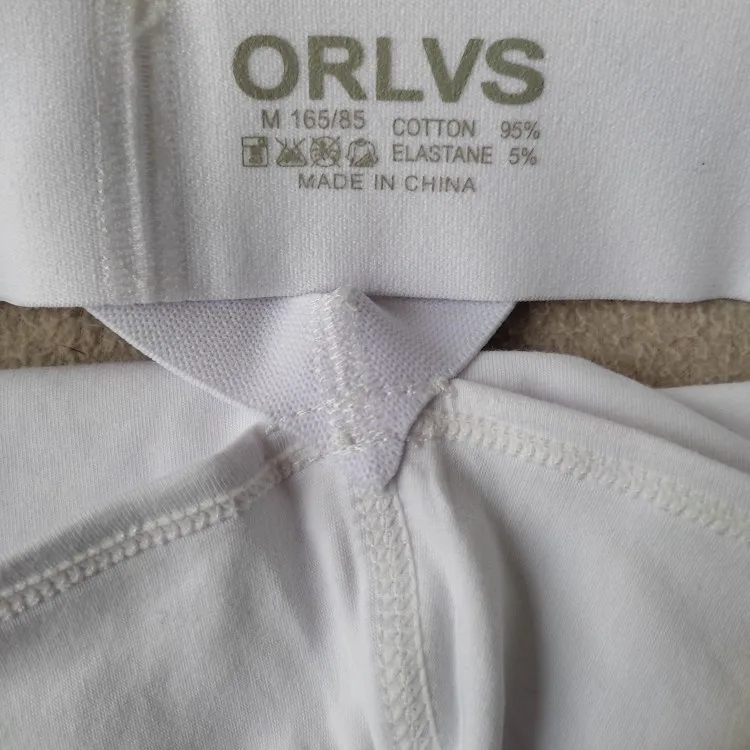 ORLVS
M 165/85
COTTON 95%
ELASTANE 5%
MADE IN CHINA